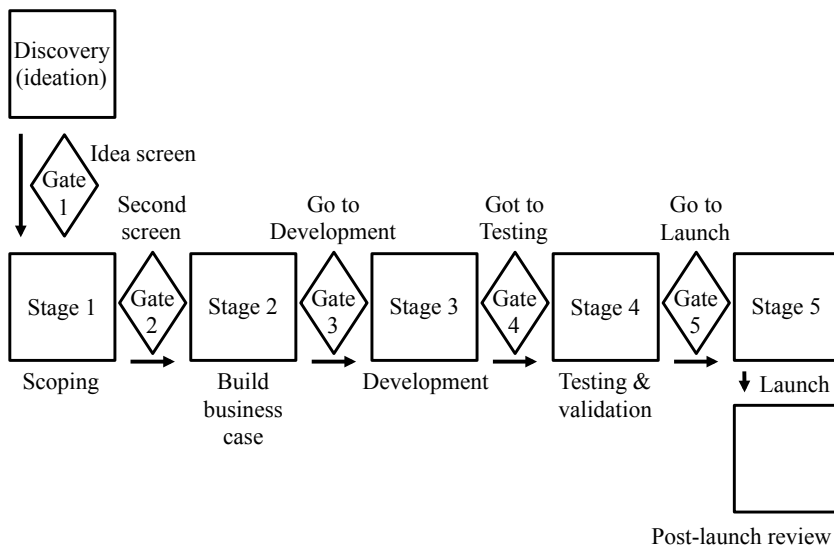 Discovery
(ideation)
Idea screen
Gate
1
Second
screen
Go to
Development
Got to
Testing
Go to
Launch
Stage 1
Gate
2
Stage 2
Gate
3
Stage 3
Gate
4
Stage 4
Gate
5
Stage 5
Scoping
Build
business
case
Development
Testing &
validation
Launch
Post-launch review